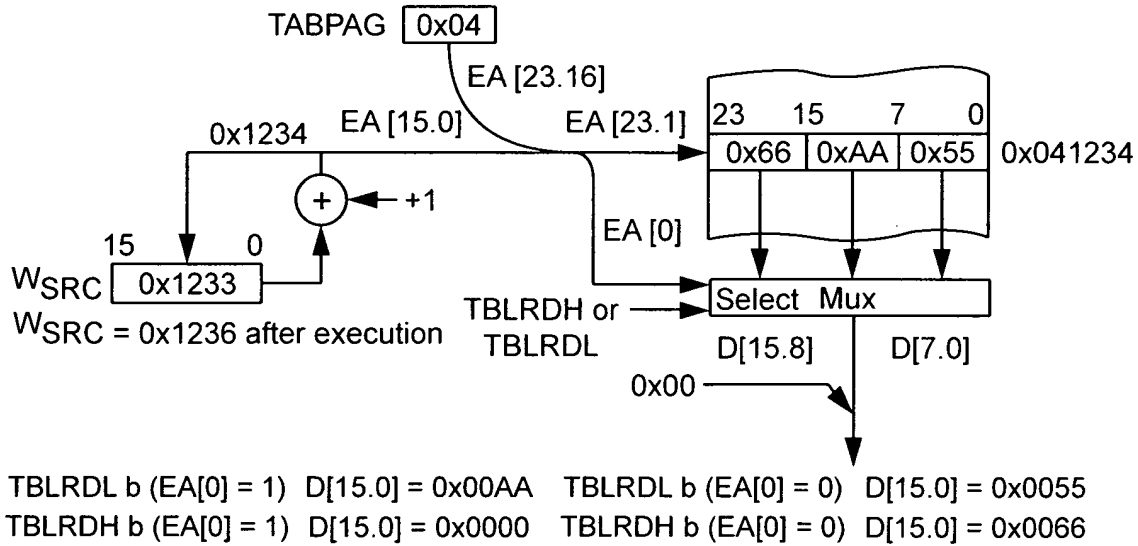 TABPAG 0x04
EA [23.16]
EA [15.0]
EA [23.1]
23 15 7 0
0x1234
0x66 0xAA 0x55 0x041234
+ +1
EA [0]
15 0
WSRC 0x1233
Select Mux
TBLRDH or
TBLRDL
WSRC = 0x1236 after execution
D[15.8] D[7.0]
0x00
TBLRDL b (EA[0] = 1) D[15.0] = 0x00AA TBLRDL b (EA[0] = 0) D[15.0] = 0x0055
TBLRDH b (EA[0] = 1) D[15.0] = 0x0000 TBLRDH b (EA[0] = 0) D[15.0] = 0x0066